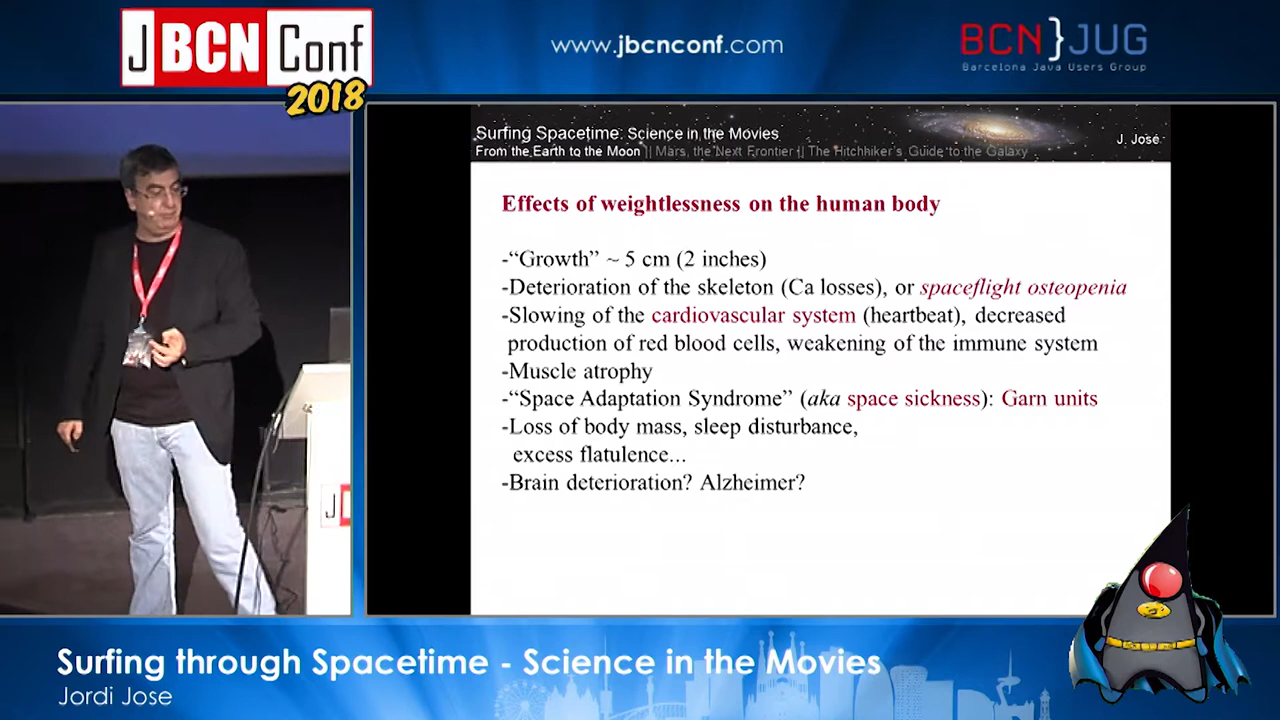 JBCN Conf
2018
www.jbcnconf.com
BCN}JUG
Barcelona Java Users Group
Surfing Spacetime: Science in the Movies
J. José
From the Earth to the Moon || Mars, the Next Frontier || The Hitchhiker's Guide to the Galaxy
Effects of weightlessness on the human body
-“Growth” ~ 5 cm (2 inches)
-Deterioration of the skeleton (Ca losses), or spaceflight osteopenia
-Slowing of the cardiovascular system (heartbeat), decreased
production of red blood cells, weakening of the immune system
-Muscle atrophy
-“Space Adaptation Syndrome” (aka space sickness): Garn units
-Loss of body mass, sleep disturbance,
excess flatulence...
-Brain deterioration? Alzheimer?
Surfing through Spacetime - Science in the Movies
Jordi Jose